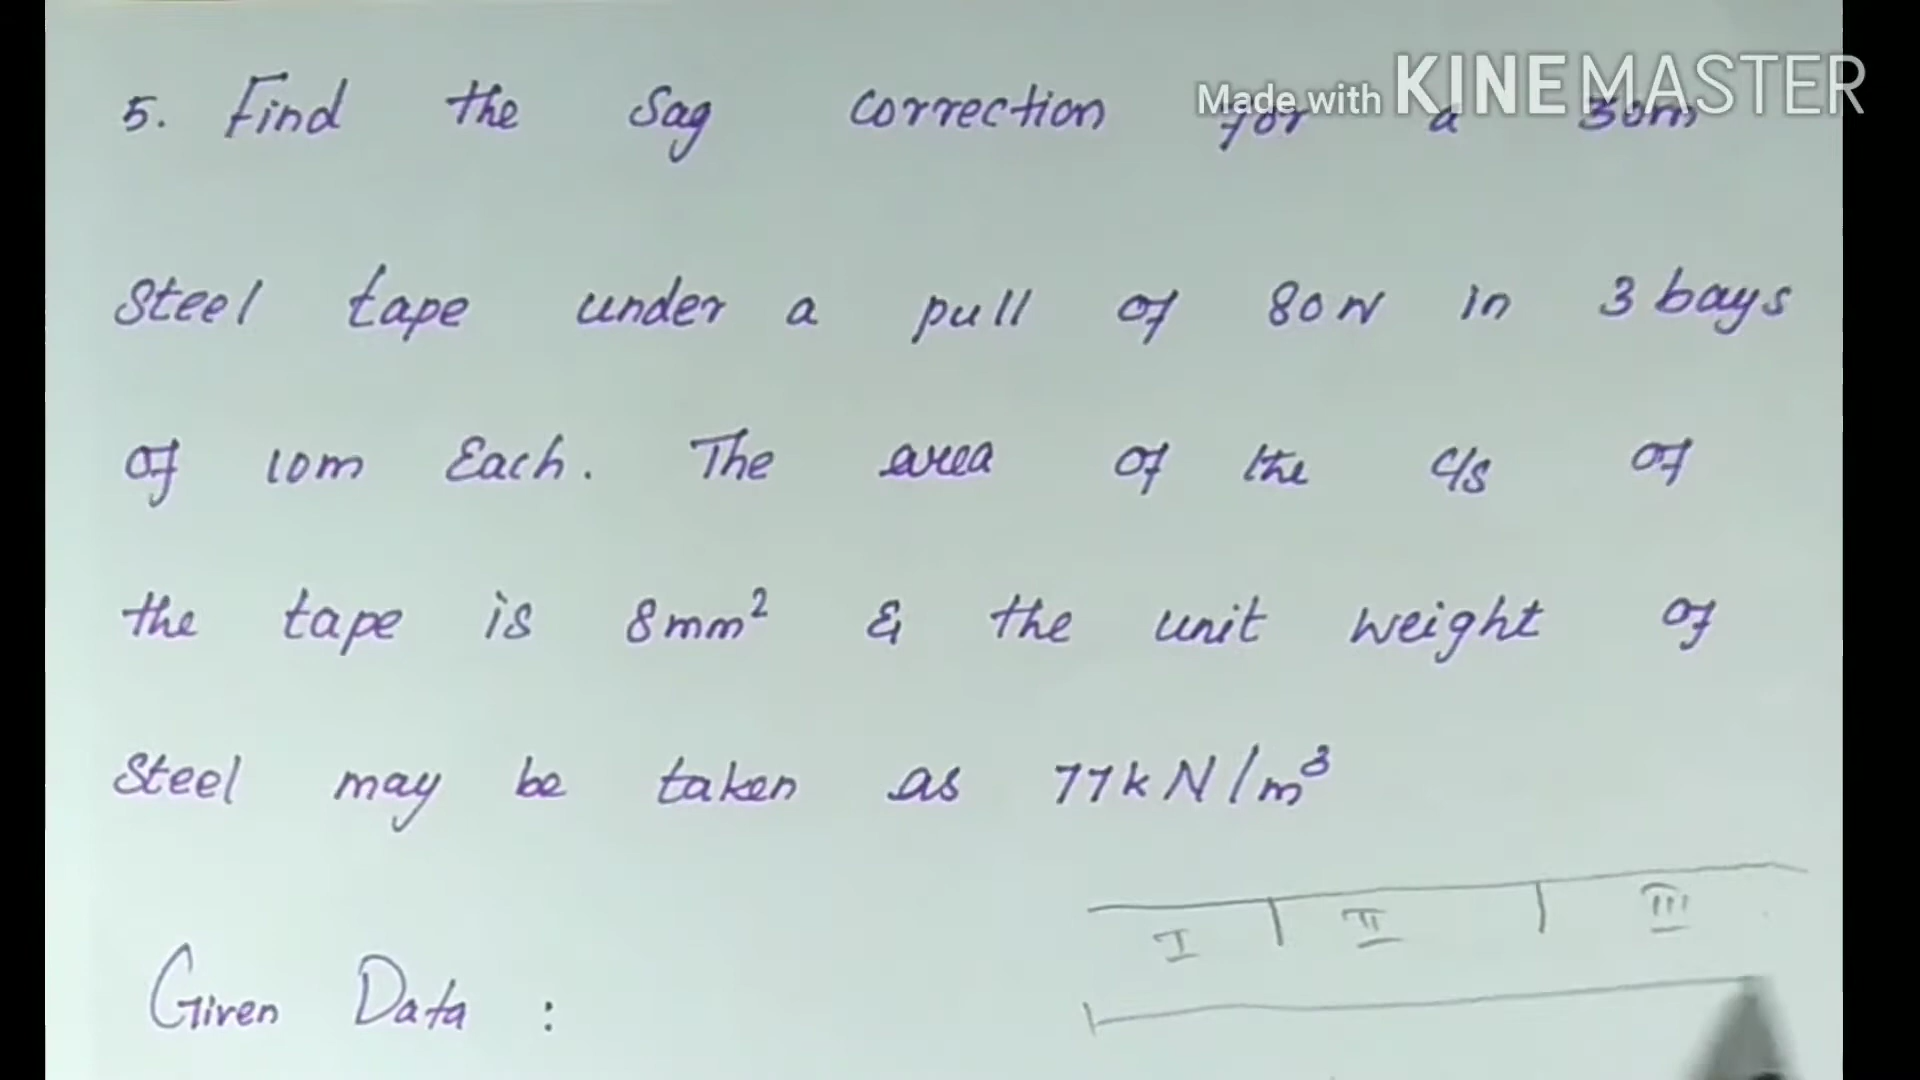 Made with KINEMASTER
5. Find the Sag correction for a 30m
Steel tape under a pull of 80N in 3 bays
of 10m Each. The area of the c/s of
the tape is 8mm² & the unit weight of
Steel may be taken as 77kN/m³
I II III
Given Data :